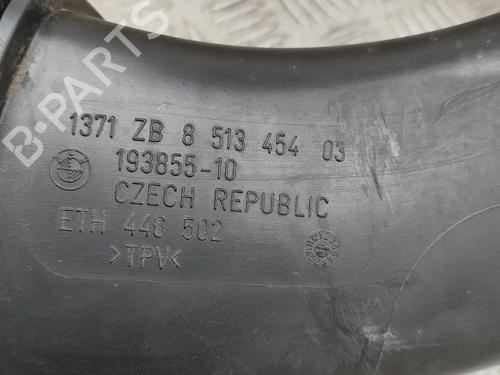 B-Parts
1371 ZB 8 513 454 03
193855-10
CZECH REPUBLIC
ETH 446 502
>TPV<